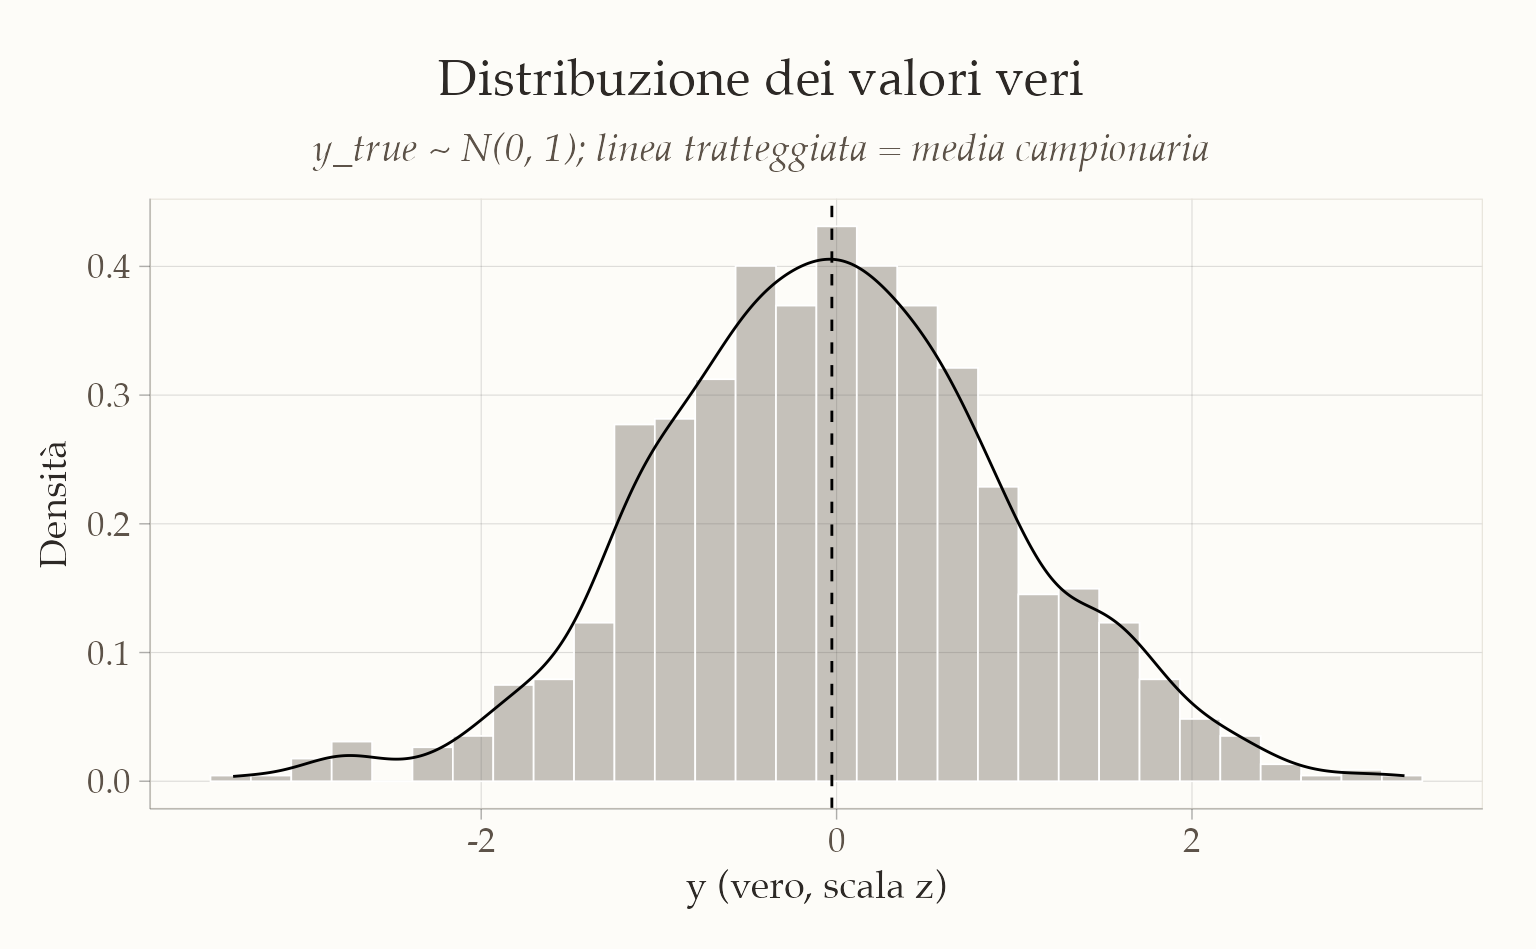 Distribuzione dei valori veri
y_true ~ N(0, 1); linea tratteggiata = media campionaria
Densità
0.4
0.3
0.2
0.1
0.0
-2
0
2
y (vero, scala z)